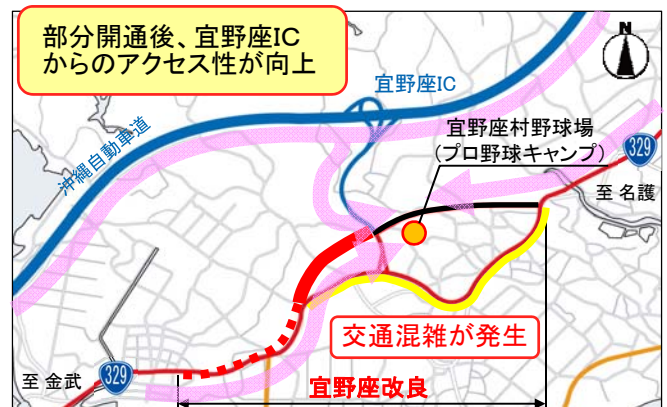 部分開通後、宜野座IC
からのアクセス性が向上
N
宜野座IC
宜野座村野球場
(プロ野球キャンプ)
329
沖縄自動車道
至 名護
交通混雑が発生
至 金武
329
宜野座改良